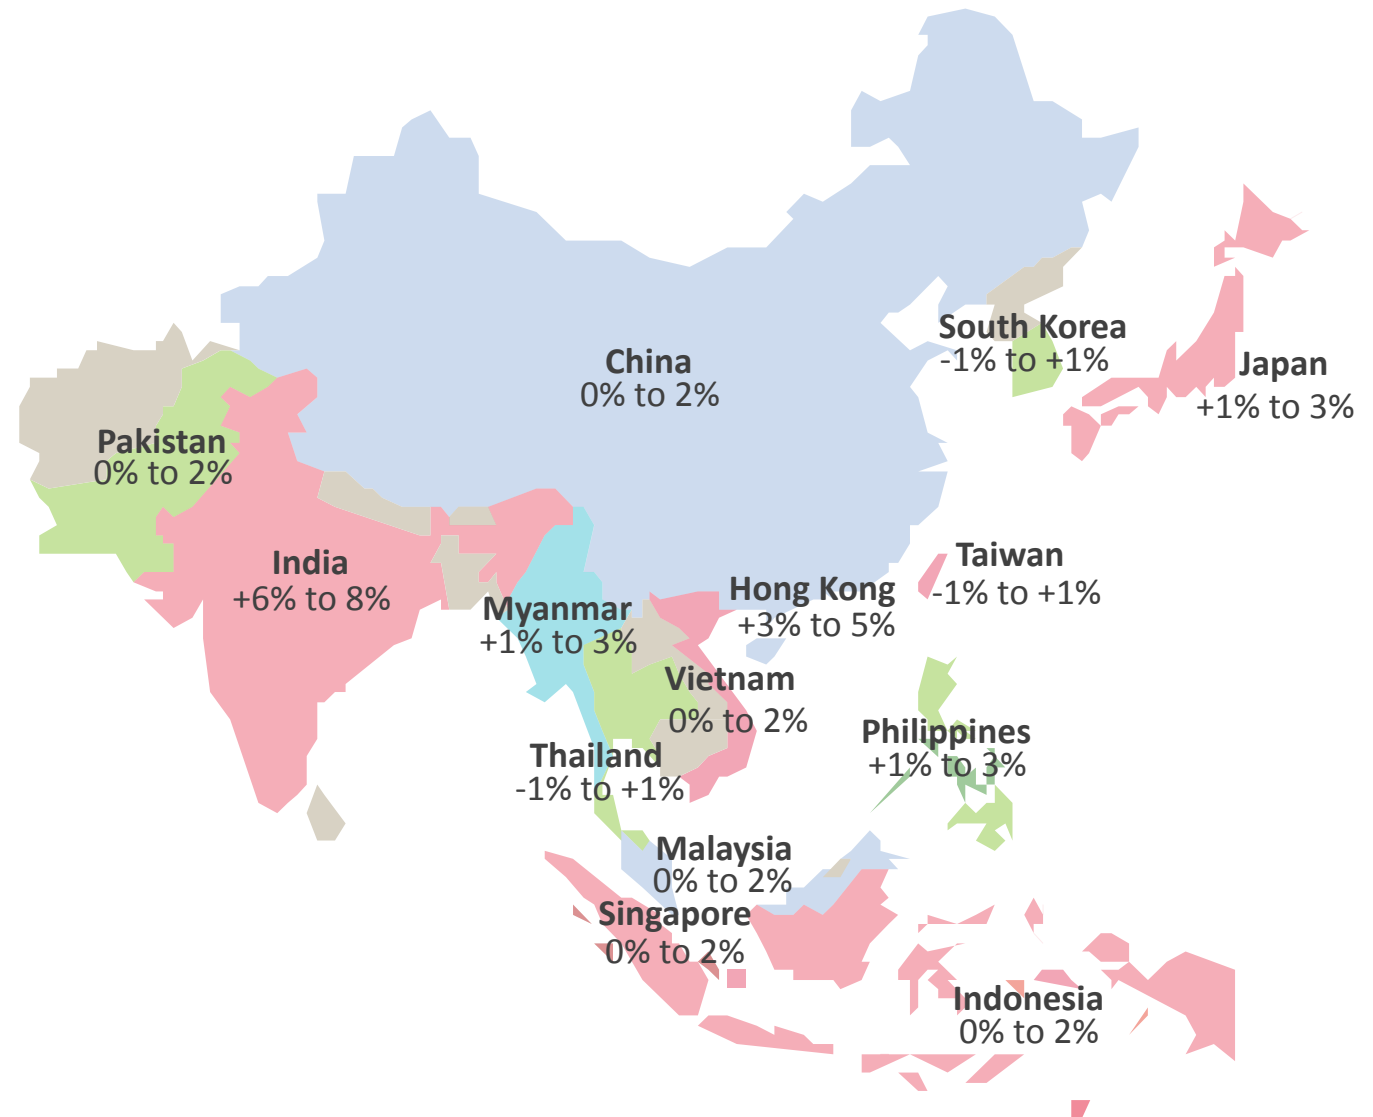 South Korea
-1% to +1%
China
0% to 2%
Japan
+1% to 3%
Pakistan
0% to 2%
India
+6% to 8%
Taiwan
-1% to +1%
Hong Kong
+3% to 5%
Myanmar
+1% to 3%
Vietnam
0% to 2%
Philippines
+1% to 3%
Thailand
-1% to +1%
Malaysia
0% to 2%
Singapore
0% to 2%
Indonesia
0% to 2%